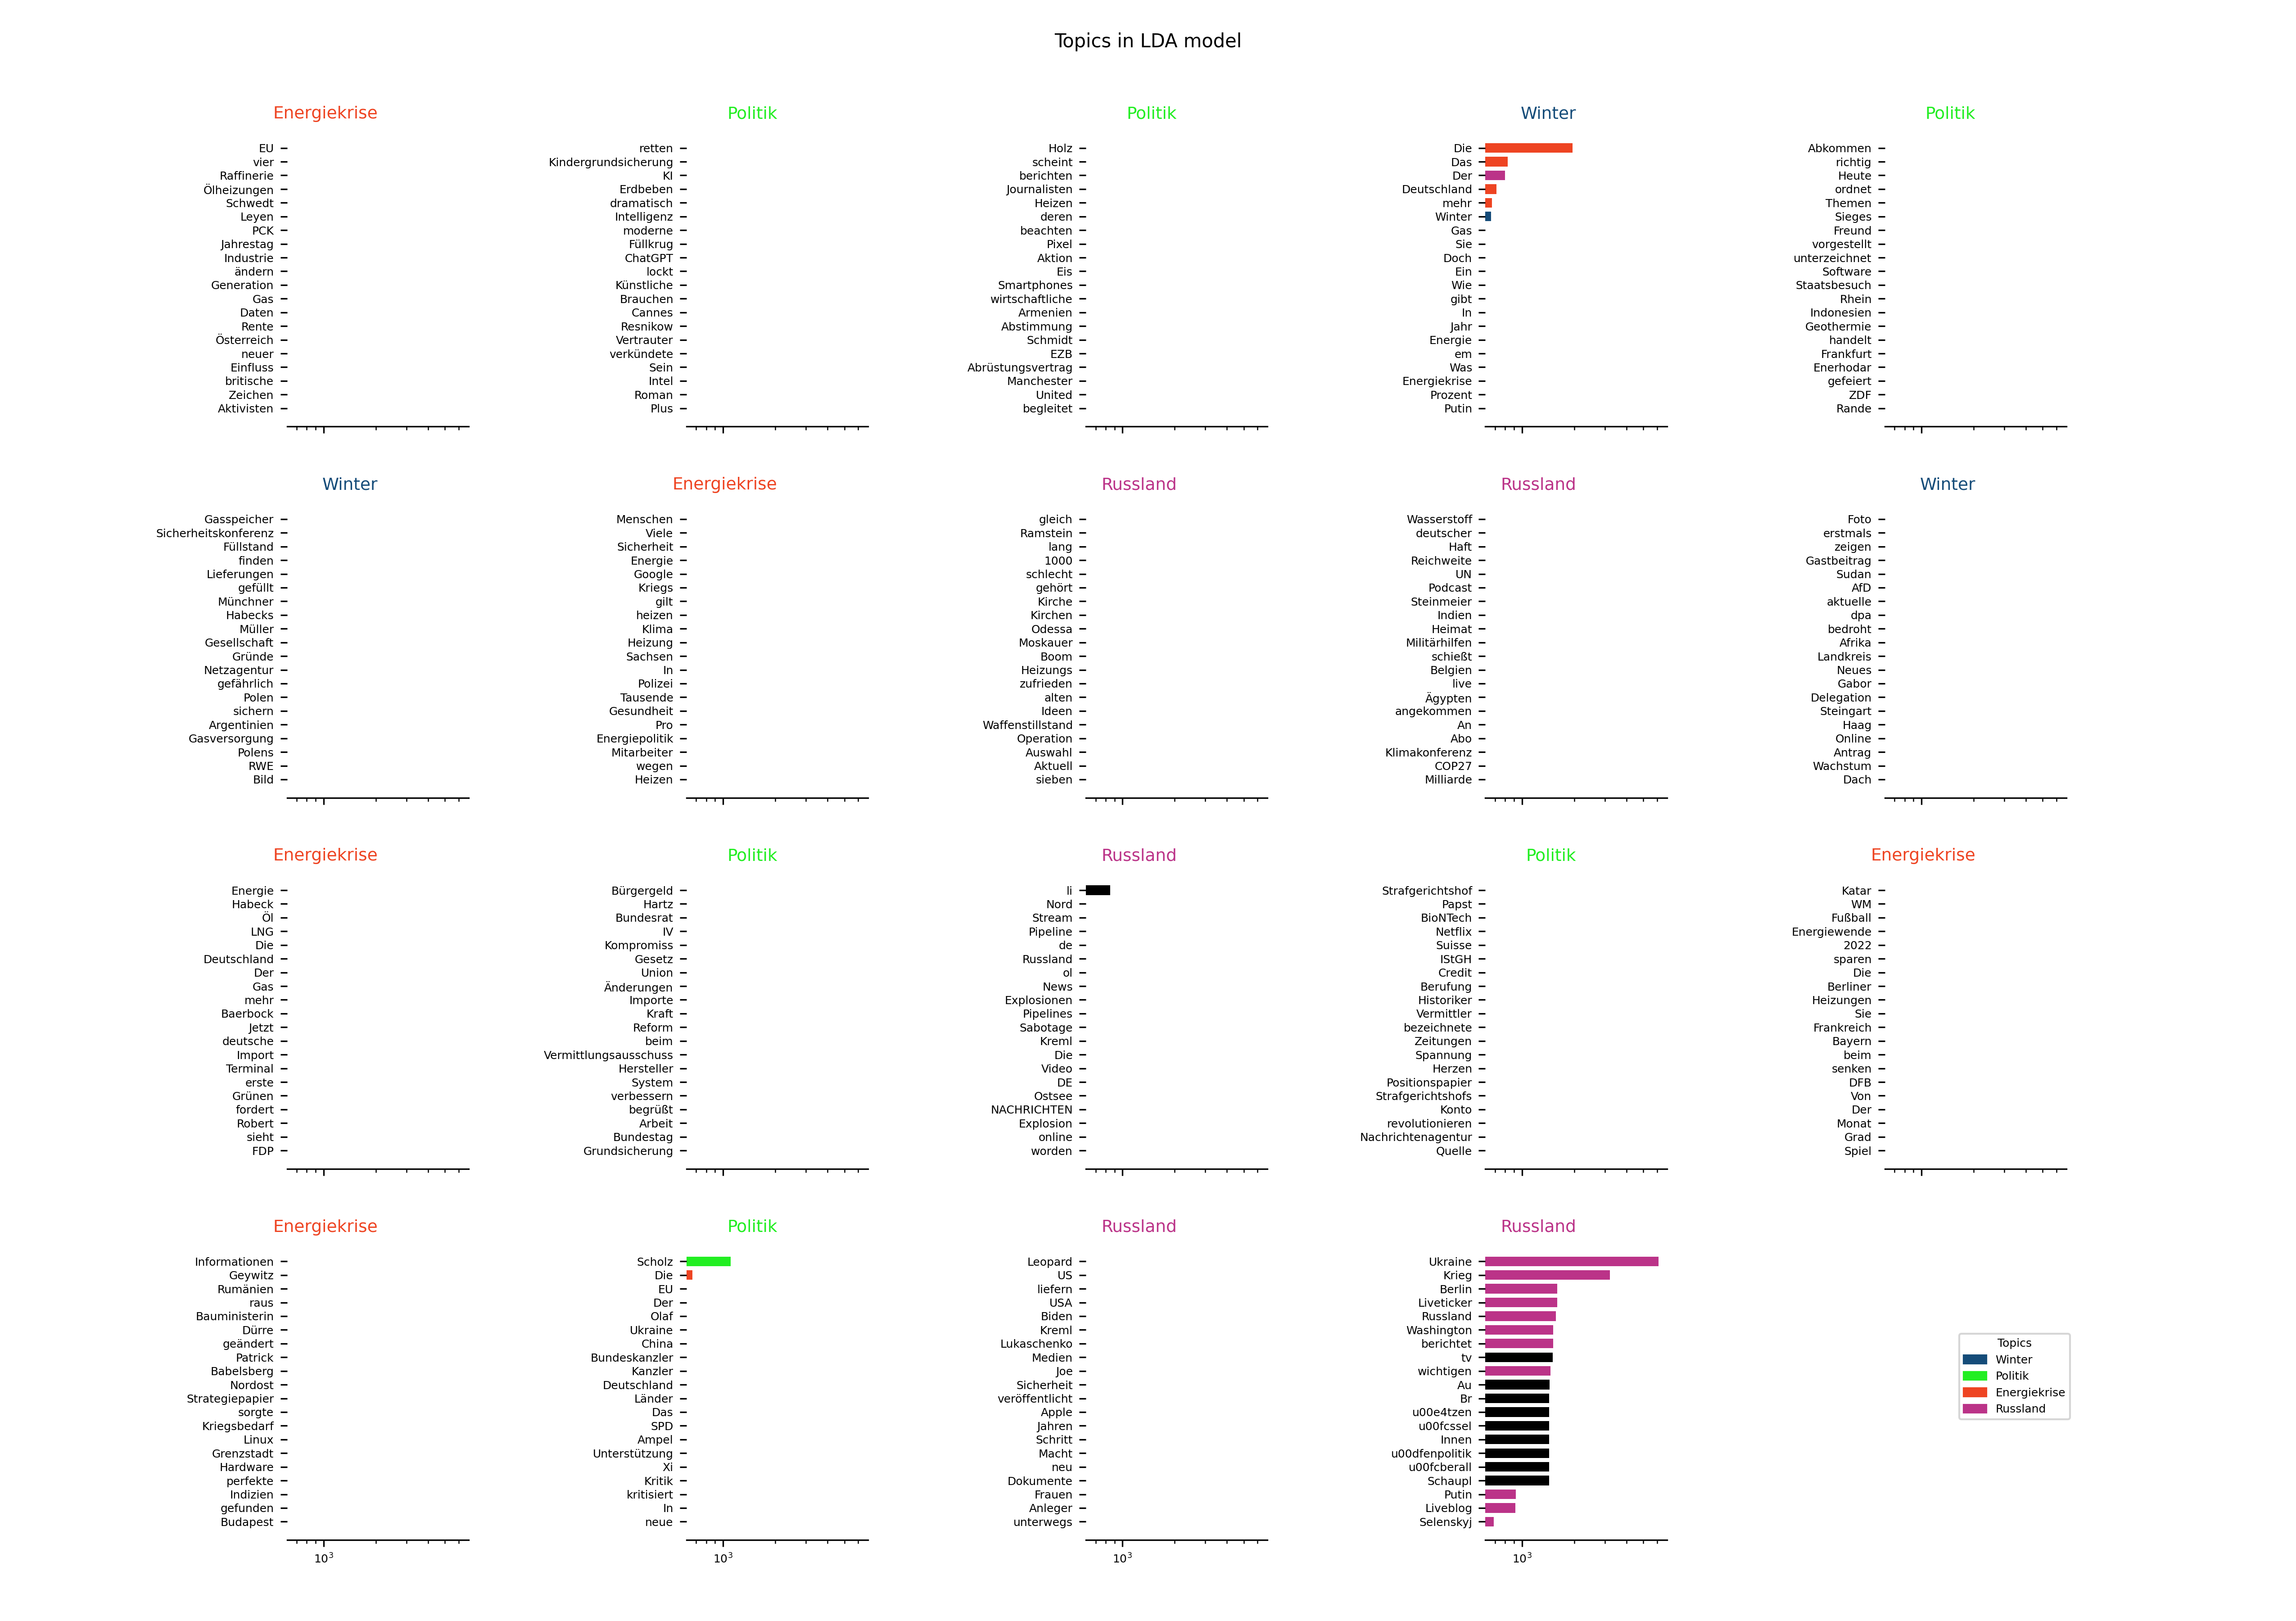 Topics in LDA model
Energiekrise
EU
vier
Raffinerie
Ölheizungen
Schwedt
Leyen
PCK
Jahrestag
Industrie
ändern
Generation
Gas
Daten
Rente
Österreich
neuer
Einfluss
britische
Zeichen
Aktivisten
Politik
retten
Kindergrundsicherung
KI
Erdbeben
dramatisch
Intelligenz
moderne
Füllkrug
ChatGPT
lockt
Künstliche
Brauchen
Cannes
Resnikow
Vertrauter
verkündete
Sein
Intel
Roman
Plus
Politik
Holz
scheint
berichten
Journalisten
Heizen
deren
beachten
Pixel
Aktion
Eis
Smartphones
wirtschaftliche
Armenien
Abstimmung
Schmidt
EZB
Abrüstungsvertrag
Manchester
United
begleitet
Winter
Die
Das
Der
Deutschland
mehr
Winter
Gas
Sie
Doch
Ein
Wie
gibt
In
Jahr
Energie
em
Was
Energiekrise
Prozent
Putin
Politik
Abkommen
richtig
Heute
ordnet
Themen
Sieges
Freund
vorgestellt
unterzeichnet
Software
Staatsbesuch
Rhein
Indonesien
Geothermie
handelt
Frankfurt
Enerhodar
gefeiert
ZDF
Rande
Winter
Gasspeicher
Sicherheitskonferenz
Füllstand
finden
Lieferungen
gefüllt
Münchner
Habecks
Müller
Gesellschaft
Gründe
Netzagentur
gefährlich
Polen
sichern
Argentinien
Gasversorgung
Polens
RWE
Bild
Energiekrise
Menschen
Viele
Sicherheit
Energie
Google
Kriegs
gilt
heizen
Klima
Heizung
Sachsen
In
Polizei
Tausende
Gesundheit
Pro
Energiepolitik
Mitarbeiter
wegen
Heizen
Russland
gleich
Ramstein
lang
1000
schlecht
gehört
Kirche
Kirchen
Odessa
Moskauer
Boom
Heizungs
zufrieden
alten
Ideen
Waffenstillstand
Operation
Auswahl
Aktuell
sieben
Russland
Wasserstoff
deutscher
Haft
Reichweite
UN
Podcast
Steinmeier
Indien
Heimat
Militärhilfen
schießt
Belgien
live
Ägypten
angekommen
An
Abo
Klimakonferenz
COP27
Milliarde
Winter
Foto
erstmals
zeigen
Gastbeitrag
Sudan
AfD
aktuelle
dpa
bedroht
Afrika
Landkreis
Neues
Gabor
Delegation
Steingart
Haag
Online
Antrag
Wachstum
Dach
Energiekrise
Energie
Habeck
Öl
LNG
Die
Deutschland
Der
Gas
mehr
Baerbock
Jetzt
deutsche
Import
Terminal
erste
Grünen
fordert
Robert
sieht
FDP
Politik
Bürgergeld
Hartz
Bundesrat
IV
Kompromiss
Gesetz
Union
Änderungen
Importe
Kraft
Reform
beim
Vermittlungsausschuss
Hersteller
System
verbessern
begrüßt
Arbeit
Bundestag
Grundsicherung
Russland
li
Nord
Stream
Pipeline
de
Russland
ol
News
Explosionen
Pipelines
Sabotage
Kreml
Die
Video
DE
Ostsee
NACHRICHTEN
Explosion
online
worden
Politik
Strafgerichtshof
Papst
BioNTech
Netflix
Suisse
IStGH
Credit
Berufung
Historiker
Vermittler
bezeichnete
Zeitungen
Spannung
Herzen
Positionspapier
Strafgerichtshofs
Konto
revolutionieren
Nachrichtenagentur
Quelle
Energiekrise
Katar
WM
Fußball
Energiewende
2022
sparen
Die
Berliner
Heizungen
Sie
Frankreich
Bayern
beim
senken
DFB
Von
Der
Monat
Grad
Spiel
Energiekrise
Informationen
Geywitz
Rumänien
raus
Bauministerin
Dürre
geändert
Patrick
Babelsberg
Nordost
Strategiepapier
sorgte
Kriegsbedarf
Linux
Grenzstadt
Hardware
perfekte
Indizien
gefunden
Budapest
10³
Politik
Scholz
Die
EU
Der
Olaf
Ukraine
China
Bundeskanzler
Kanzler
Deutschland
Länder
Das
SPD
Ampel
Unterstützung
Xi
Kritik
kritisiert
In
neue
10³
Russland
Leopard
US
liefern
USA
Biden
Kreml
Lukaschenko
Medien
Joe
Sicherheit
veröffentlicht
Apple
Jahren
Schritt
Macht
neu
Dokumente
Frauen
Anleger
unterwegs
10³
Russland
Ukraine
Krieg
Berlin
Liveticker
Russland
Washington
berichtet
tv
wichtigen
Au
Br
u00e4tzen
u00fcssel
Innen
u00dfenpolitik
u00fcberall
Schaupl
Putin
Liveblog
Selenskyj
10³
Topics
Winter
Politik
Energiekrise
Russland